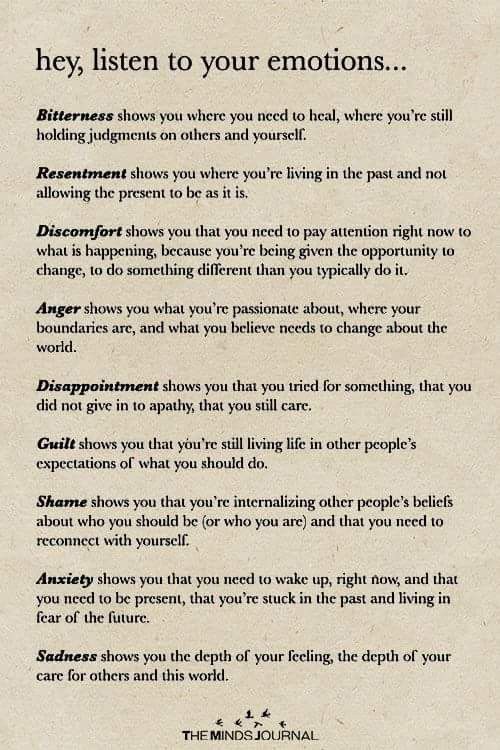 hey, listen to your emotions...
Bitterness shows you where you need to heal, where you're still
holding judgments on others and yourself.
Resentment shows you where you're living in the past and not
allowing the present to be as it is.
Discomfort shows you that you need to pay attention right now to
what is happening, because you're being given the opportunity to
change, to do something different than you typically do it.
Anger shows you what you're passionate about, where your
boundaries are, and what you believe needs to change about the
world.
Disappointment shows you that you tried for something, that you
did not give in to apathy, that you still care.
Guilt shows you that you're still living life in other people's
expectations of what you should do.
Shame shows you that you're internalizing other people's beliefs
about who you should be (or who you are) and that you need to
reconnect with yourself.
Anxiety shows you that you need to wake up, right now, and that
you need to be present, that you're stuck in the past and living in
fear of the future.
Sadness shows you the depth of your feeling, the depth of your
care for others and this world.
THE MINDS JOURNAL